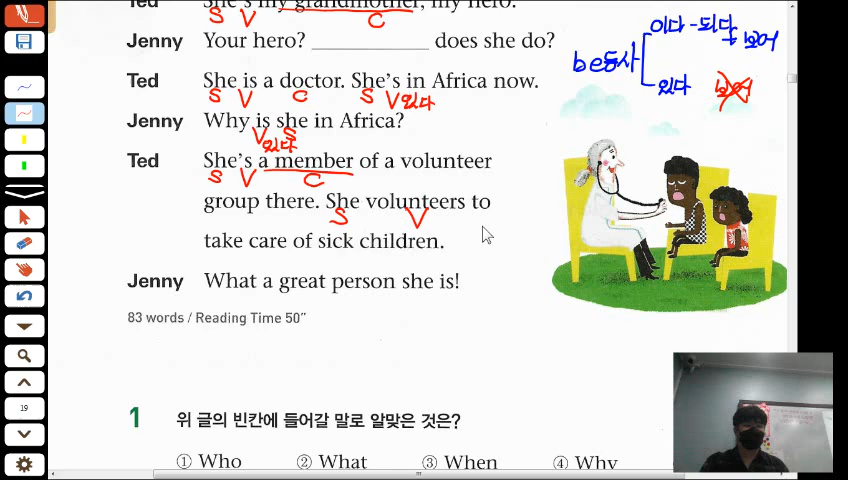 Ted She's my grandmother, my hero.
S V C
Jenny Your hero? ____________ does she do?
Ted She is a doctor. She's in Africa now.
S V C S V 있다
Jenny Why is she in Africa?
V S
있다
Ted She's a member of a volunteer
S V C
group there. She volunteers to
S V
take care of sick children.
Jenny What a great person she is!
83 words / Reading Time 50"
be동사
이다 - 되다
+ 보어
있다 보어
1 위 글의 빈칸에 들어갈 말로 알맞은 것은?
① Who ② What ③ When ④ Why
19